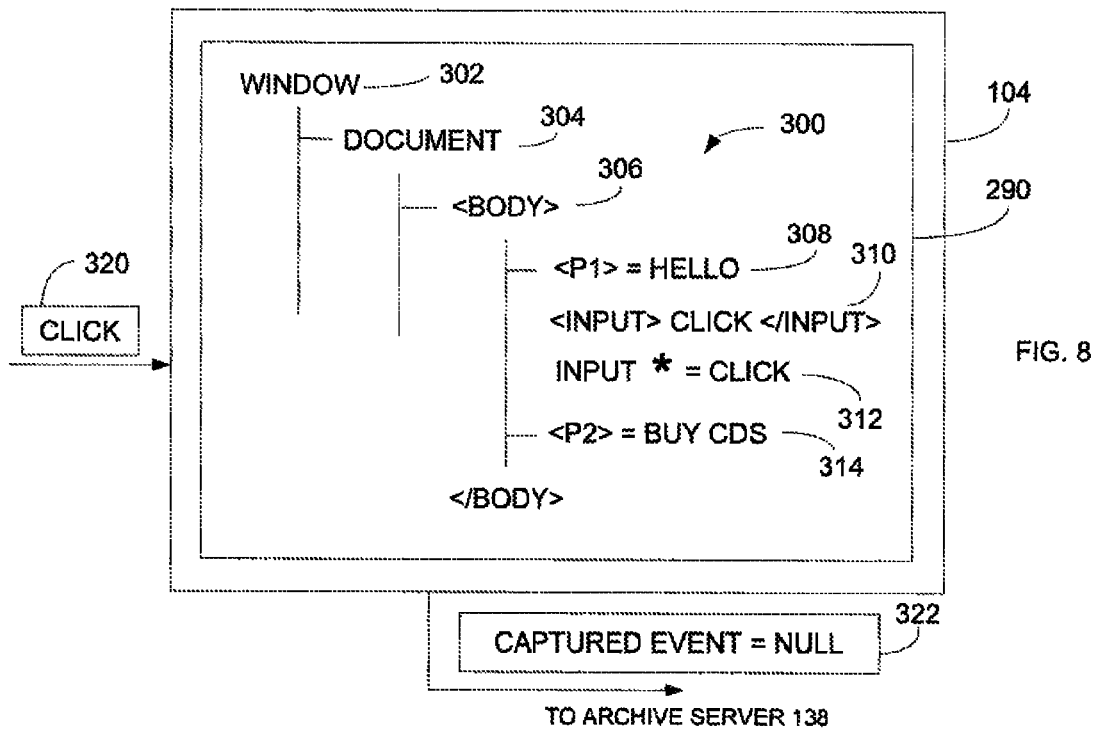 WINDOW 302
104
DOCUMENT 304
300
<BODY> 306
290
<P1> = HELLO 308
310
320
<INPUT> CLICK </INPUT>
CLICK
FIG. 8
INPUT * = CLICK
312
<P2> = BUY CDS
314
</BODY>
322
CAPTURED EVENT = NULL
TO ARCHIVE SERVER 138